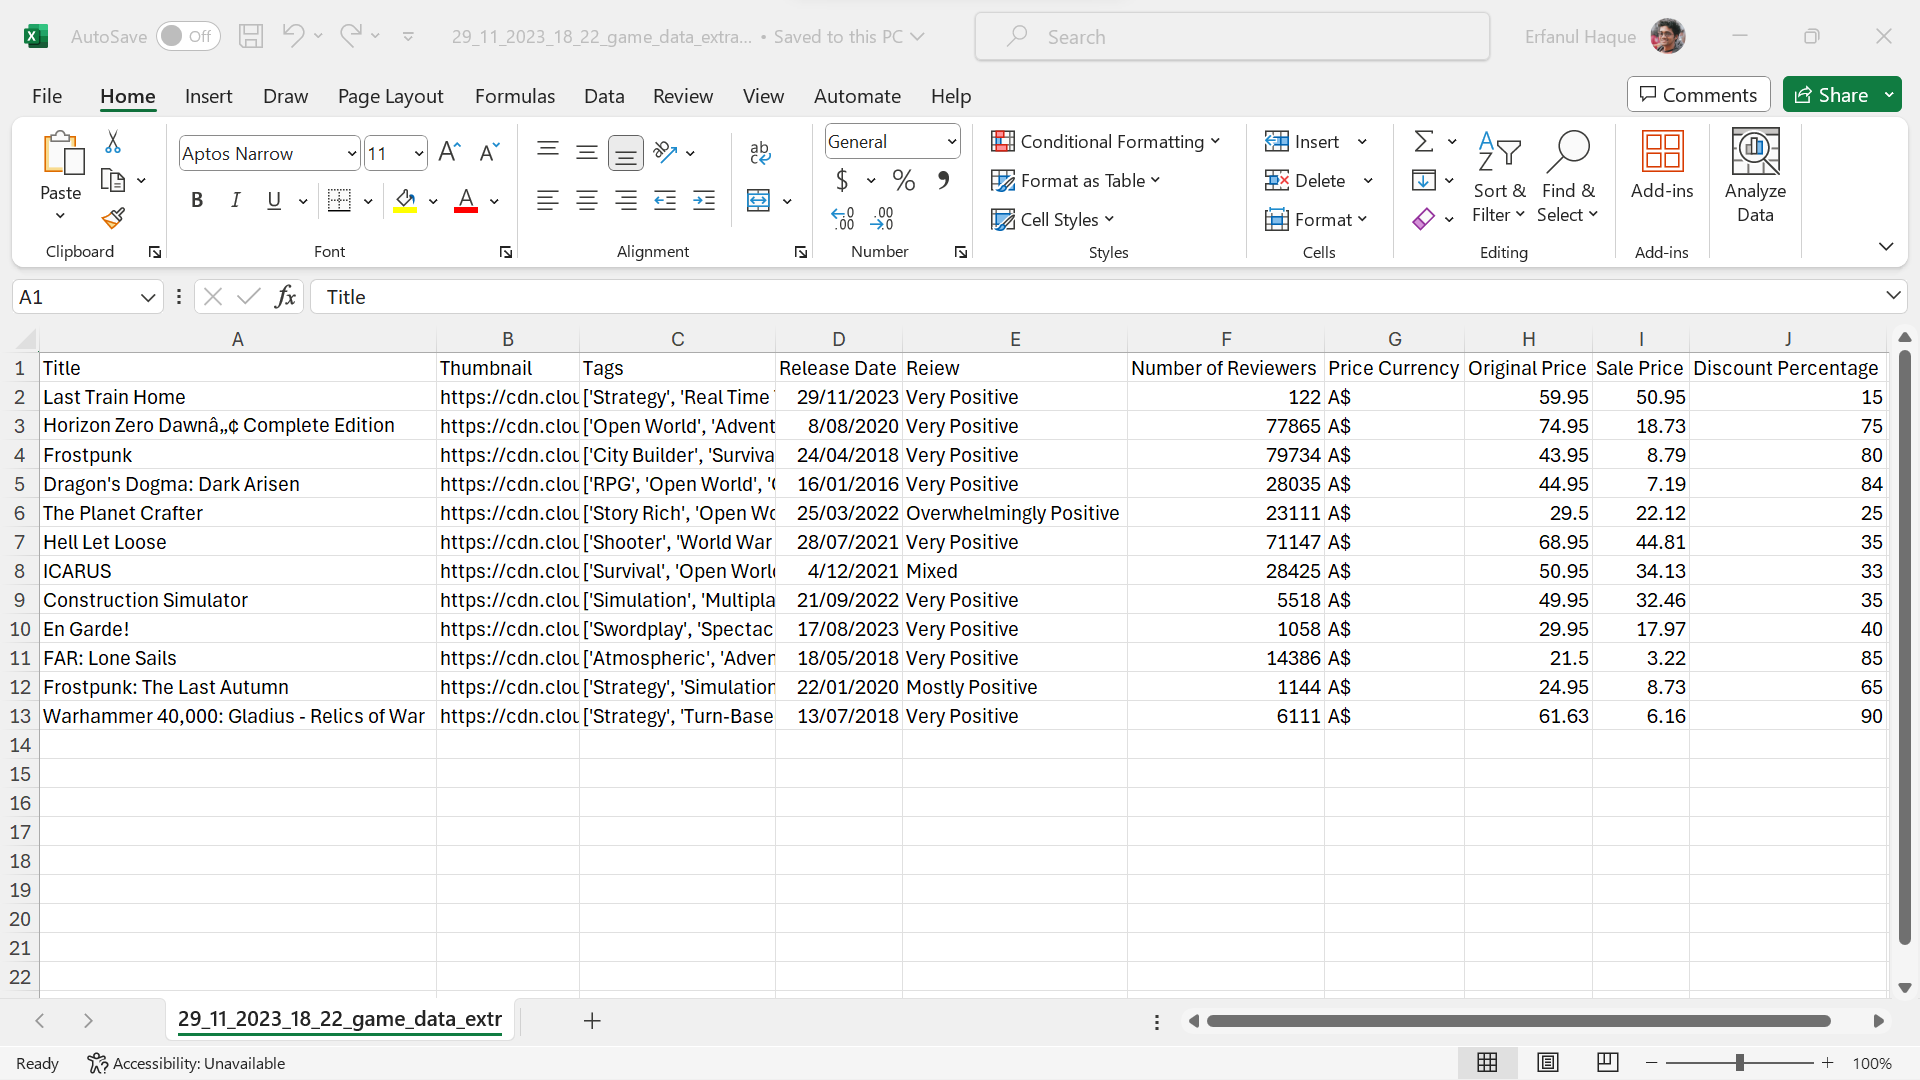 AutoSave Off 29_11_2023_18_22_game_data_extra... • Saved to this PC Search Erfanul Haque
File Home Insert Draw Page Layout Formulas Data Review View Automate Help Comments Share
Paste
Clipboard
Aptos Narrow 11
B I U A
Font
ab
Alignment
General
$ % ,
Number
Conditional Formatting
Format as Table
Cell Styles
Styles
Insert
Delete
Format
Cells
Sort & Filter
Find & Select
Editing
Add-ins
Add-ins
Analyze Data
A1 fx Title
A B C D E F G H I J
1 Title Thumbnail Tags Release Date Reiew Number of Reviewers Price Currency Original Price Sale Price Discount Percentage
2 Last Train Home https://cdn.clou ['Strategy', 'Real Time 29/11/2023 Very Positive 122 A$ 59.95 50.95 15
3 Horizon Zero Dawnâ„¢ Complete Edition https://cdn.clou ['Open World', 'Advent 8/08/2020 Very Positive 77865 A$ 74.95 18.73 75
4 Frostpunk https://cdn.clou ['City Builder', 'Surviva 24/04/2018 Very Positive 79734 A$ 43.95 8.79 80
5 Dragon's Dogma: Dark Arisen https://cdn.clou ['RPG', 'Open World', ' 16/01/2016 Very Positive 28035 A$ 44.95 7.19 84
6 The Planet Crafter https://cdn.clou ['Story Rich', 'Open Wo 25/03/2022 Overwhelmingly Positive 23111 A$ 29.5 22.12 25
7 Hell Let Loose https://cdn.clou ['Shooter', 'World War 28/07/2021 Very Positive 71147 A$ 68.95 44.81 35
8 ICARUS https://cdn.clou ['Survival', 'Open Worl 4/12/2021 Mixed 28425 A$ 50.95 34.13 33
9 Construction Simulator https://cdn.clou ['Simulation', 'Multipla 21/09/2022 Very Positive 5518 A$ 49.95 32.46 35
10 En Garde! https://cdn.clou ['Swordplay', 'Spectac 17/08/2023 Very Positive 1058 A$ 29.95 17.97 40
11 FAR: Lone Sails https://cdn.clou ['Atmospheric', 'Adven 18/05/2018 Very Positive 14386 A$ 21.5 3.22 85
12 Frostpunk: The Last Autumn https://cdn.clou ['Strategy', 'Simulation 22/01/2020 Mostly Positive 1144 A$ 24.95 8.73 65
13 Warhammer 40,000: Gladius - Relics of War https://cdn.clou ['Strategy', 'Turn-Base 13/07/2018 Very Positive 6111 A$ 61.63 6.16 90
14
15
16
17
18
19
20
21
22
29_11_2023_18_22_game_data_extr
Ready Accessibility: Unavailable 100%